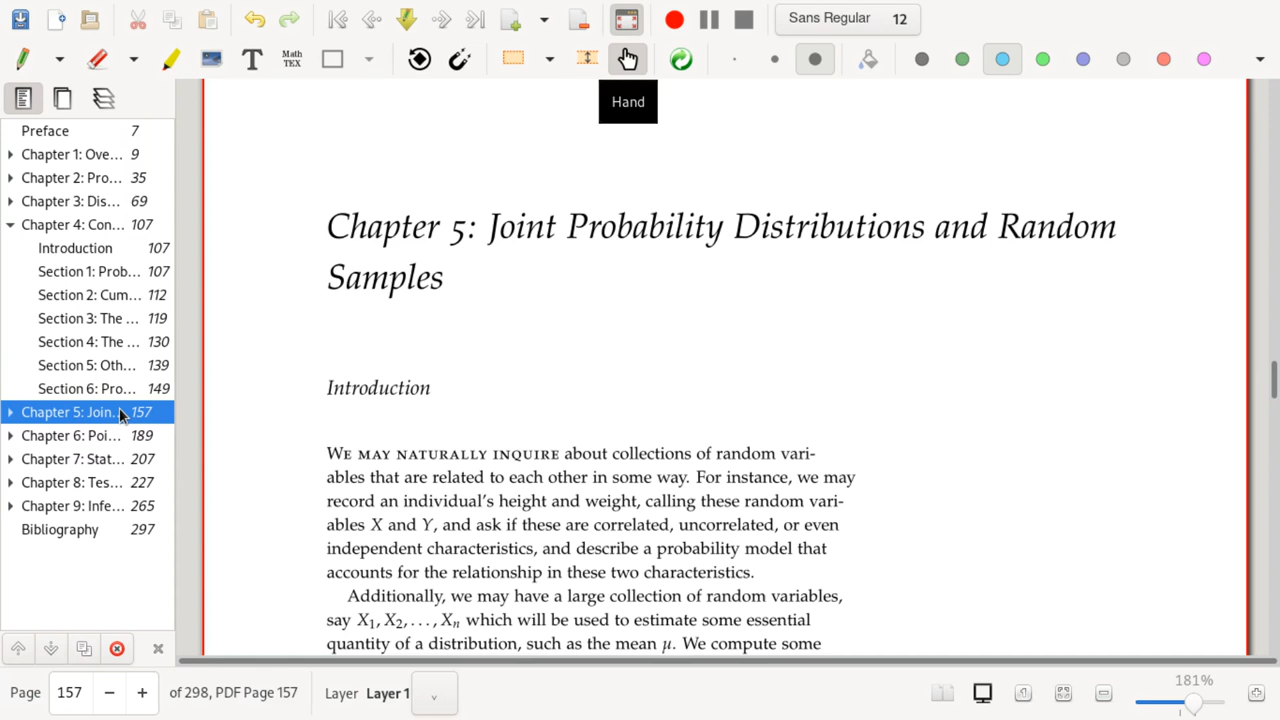 Sans Regular 12
Math
TEX
Hand
Preface 7
Chapter 1: Ove... 9
Chapter 2: Pro... 35
Chapter 3: Dis... 69
Chapter 4: Con... 107
Introduction 107
Section 1: Prob... 107
Section 2: Cum... 112
Section 3: The ... 119
Section 4: The ... 130
Section 5: Oth... 139
Section 6: Pro... 149
Chapter 5: Join... 157
Chapter 6: Poi... 189
Chapter 7: Stat... 207
Chapter 8: Tes... 227
Chapter 9: Infe... 265
Bibliography 297
Chapter 5: Joint Probability Distributions and Random
Samples
Introduction
WE MAY NATURALLY INQUIRE about collections of random vari-
ables that are related to each other in some way. For instance, we may
record an individual's height and weight, calling these random vari-
ables X and Y, and ask if these are correlated, uncorrelated, or even
independent characteristics, and describe a probability model that
accounts for the relationship in these two characteristics.
Additionally, we may have a large collection of random variables,
say X₁, X₂, . . . , Xₙ which will be used to estimate some essential
quantity of a distribution, such as the mean μ. We compute some
Page 157 − + of 298, PDF Page 157 Layer Layer 1 181%